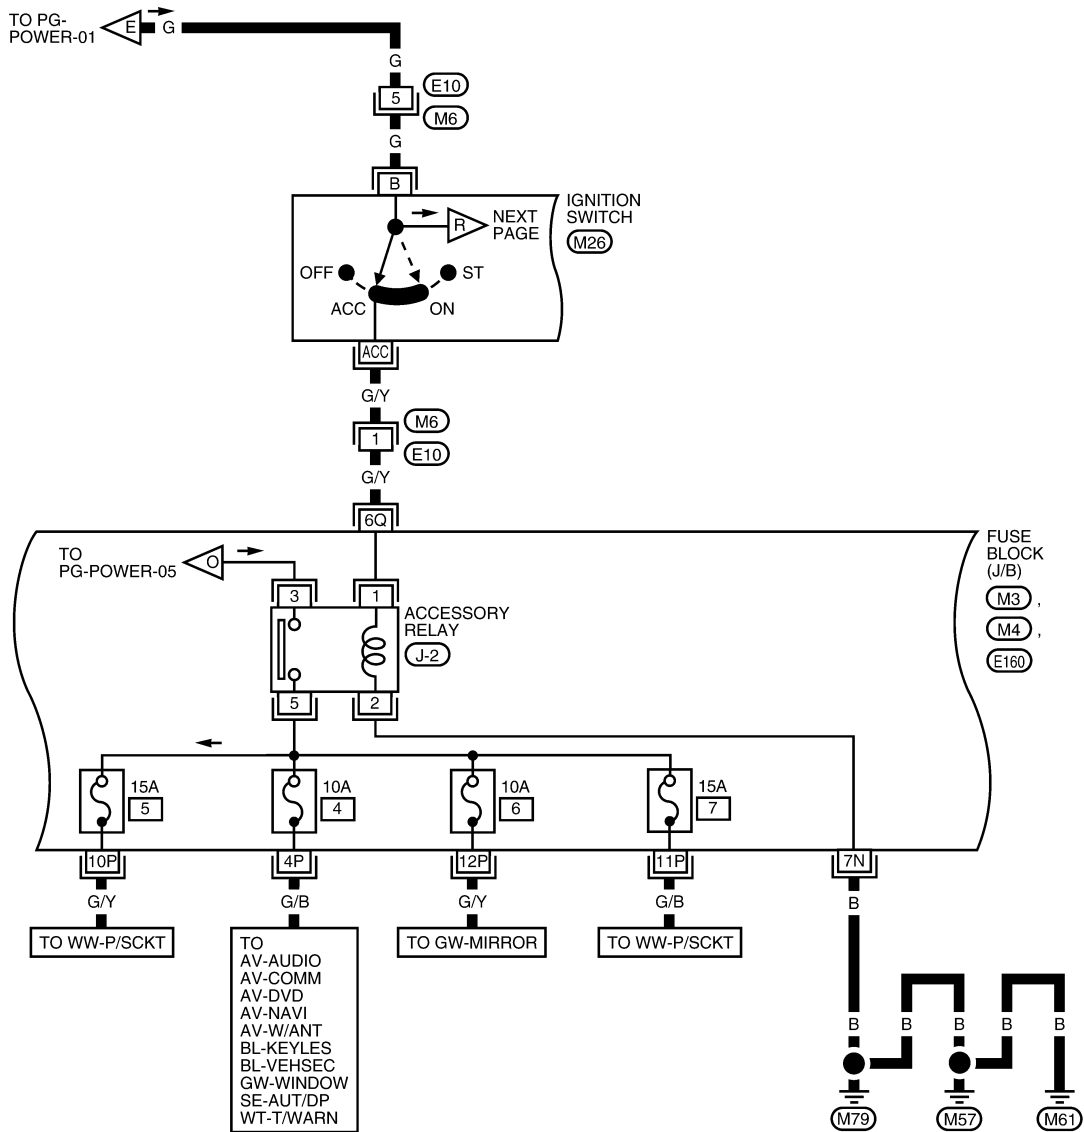 TO PG-
POWER-01
E
G
G
5
E10
M6
G
B
IGNITION
SWITCH
M26
R
NEXT
PAGE
OFF
ST
ACC
ON
ACC
G/Y
M6
1
E10
G/Y
6Q
FUSE
BLOCK
(J/B)
M3 ,
M4 ,
E160
TO
PG-POWER-05
O
3
1
ACCESSORY
RELAY
J-2
5
2
15A
5
10A
4
10A
6
15A
7
10P
4P
12P
11P
7N
G/Y
G/B
G/Y
G/B
B
TO WW-P/SCKT
TO
AV-AUDIO
AV-COMM
AV-DVD
AV-NAVI
AV-W/ANT
BL-KEYLES
BL-VEHSEC
GW-WINDOW
SE-AUT/DP
WT-T/WARN
TO GW-MIRROR
TO WW-P/SCKT
B
B
B
B
B
M79
M57
M61